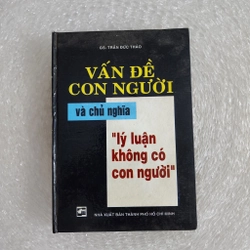 GS. TRẦN ĐỨC THẢO
VẤN ĐỀ
CON NGƯỜI
và chủ nghĩa
"lý luận
không có
con người"
NHÀ XUẤT BẢN THÀNH PHỐ HỒ CHÍ MINH